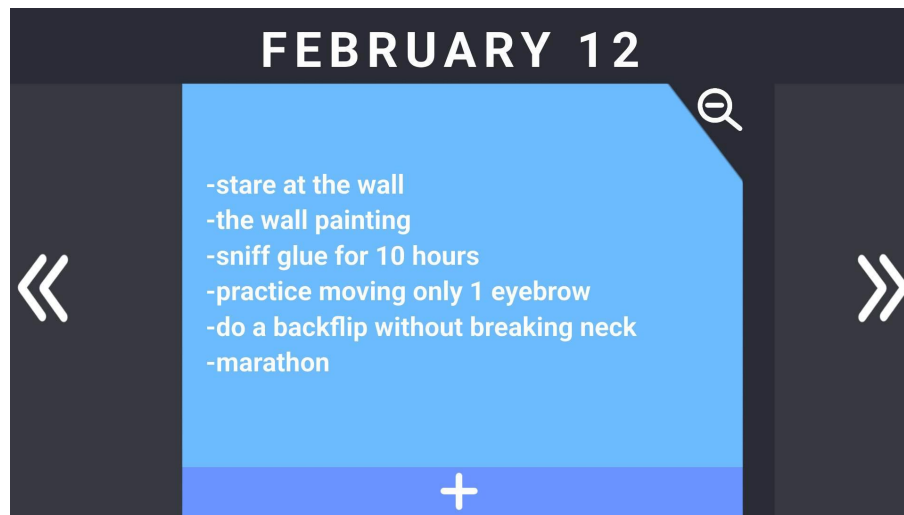 FEBRUARY 12
-stare at the wall
-the wall painting
-sniff glue for 10 hours
-practice moving only 1 eyebrow
-do a backflip without breaking neck
-marathon